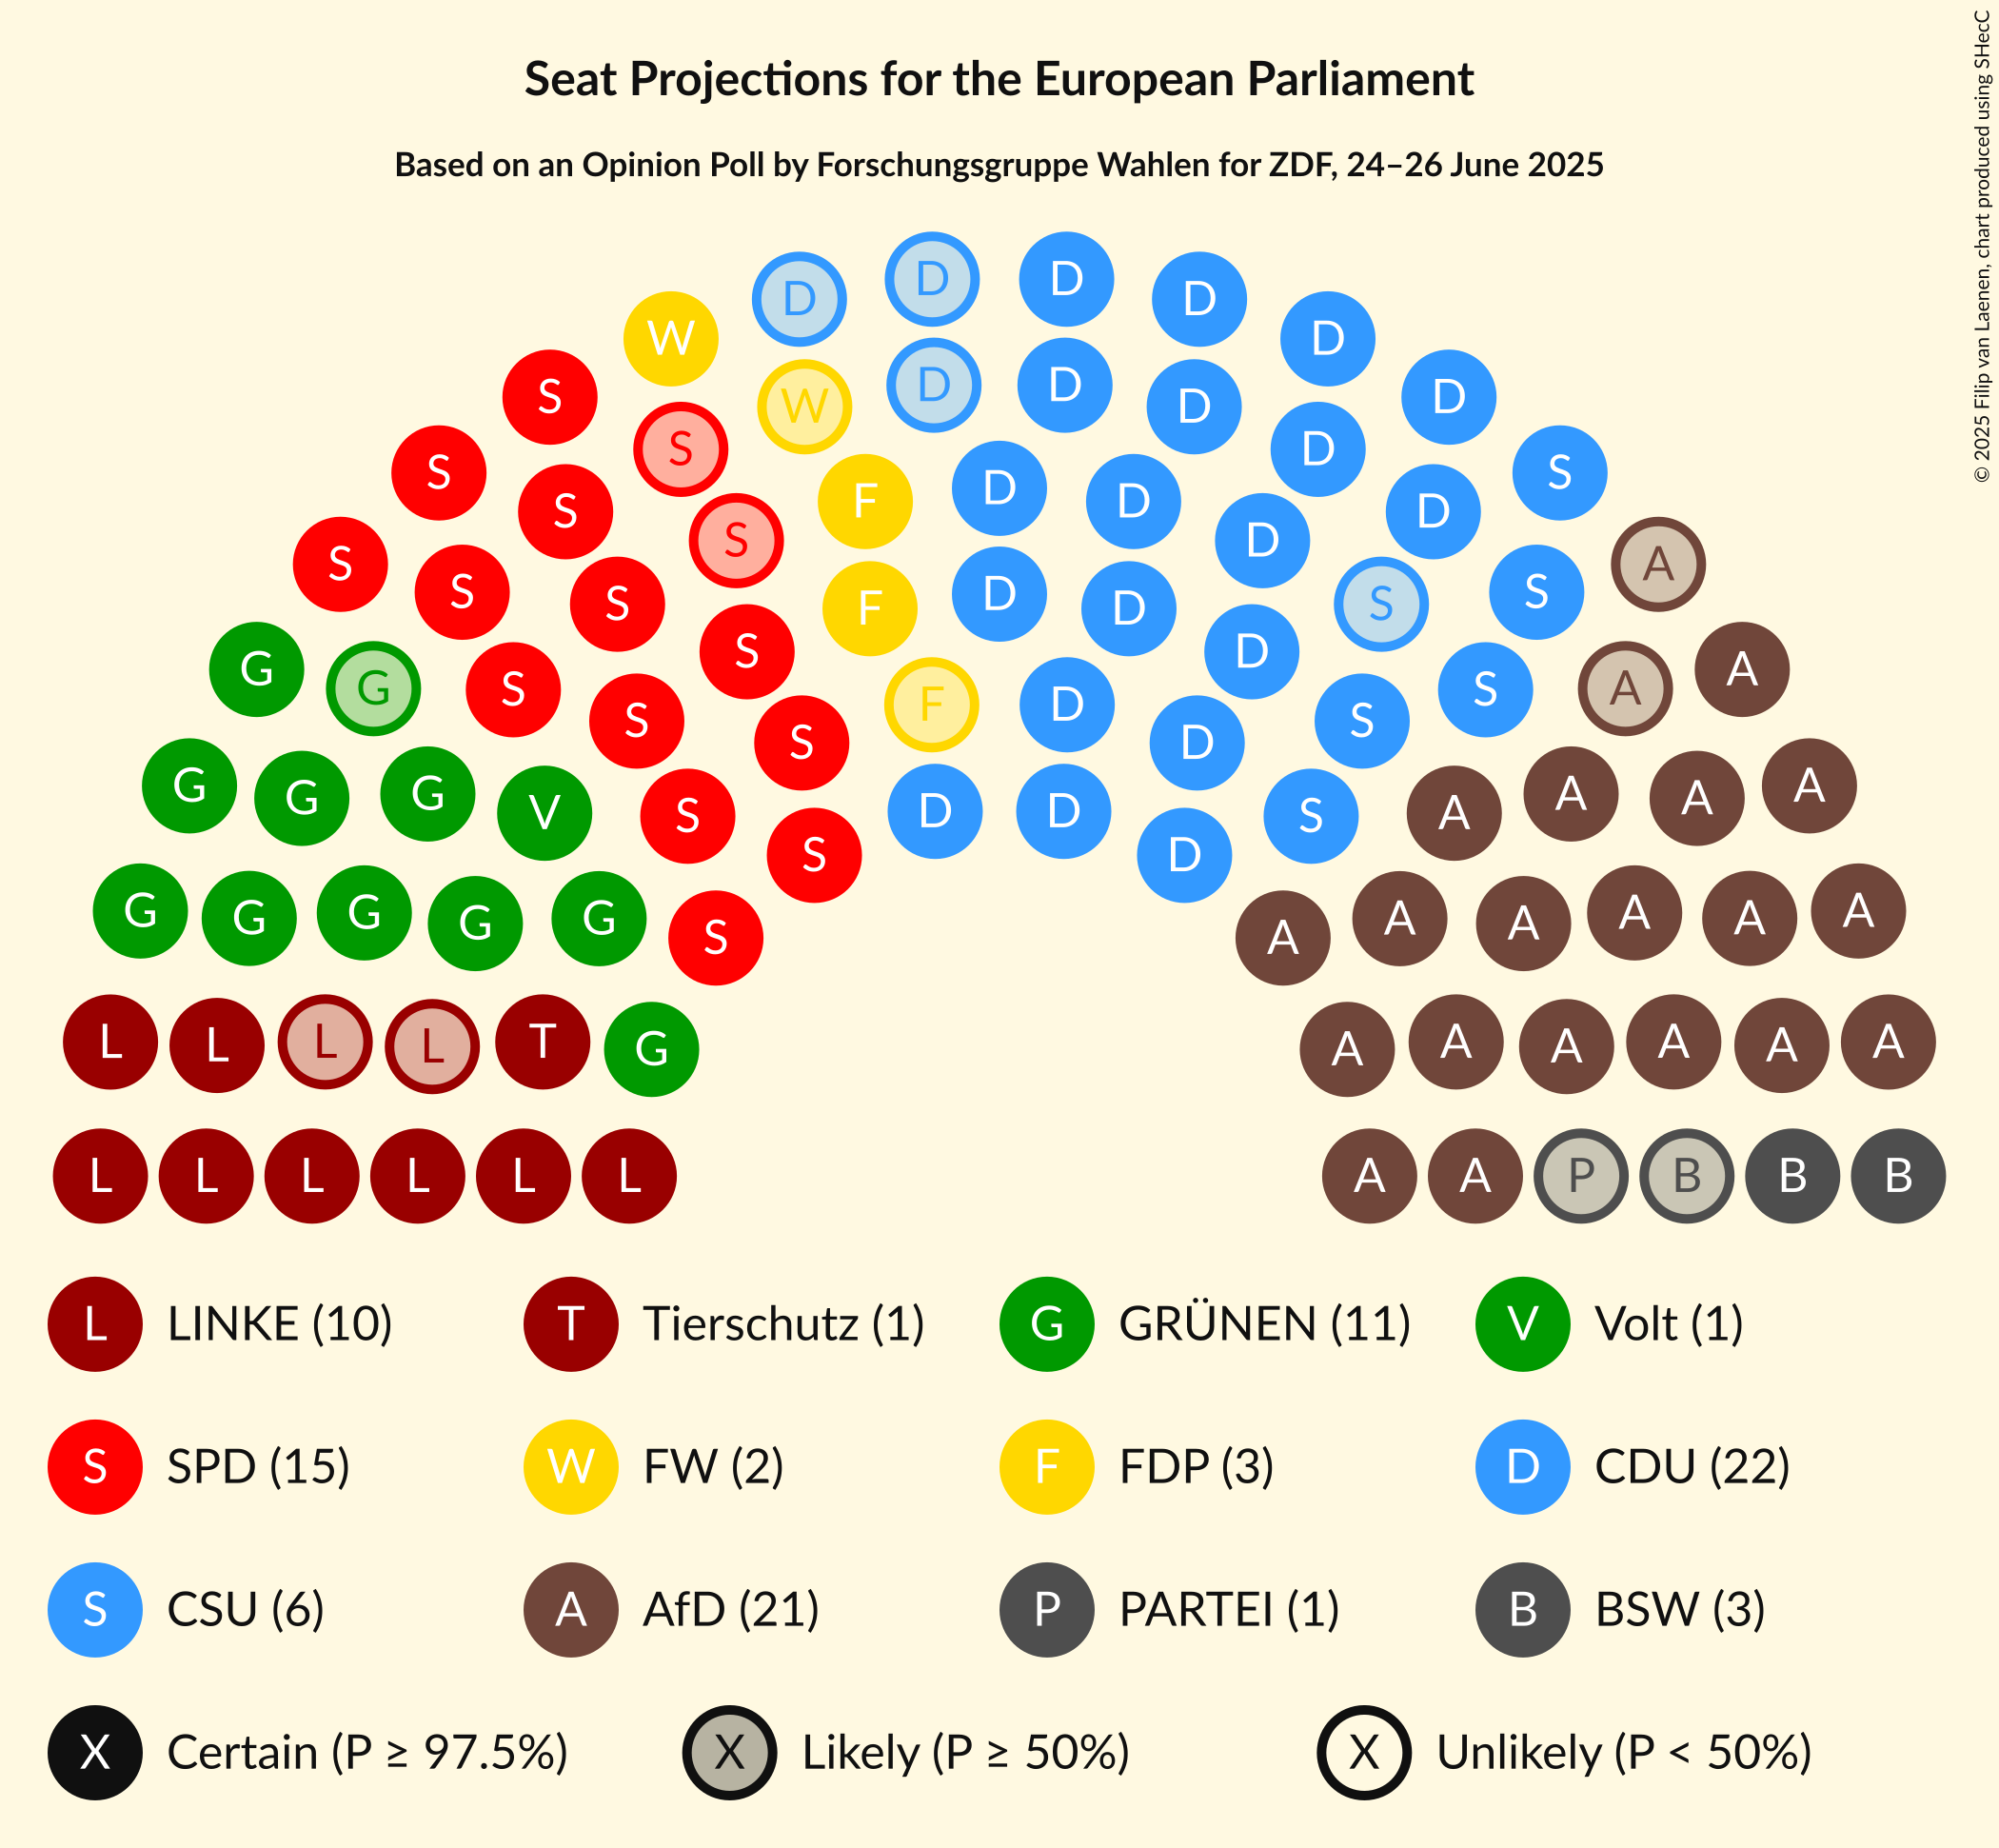 Seat Projections for the European Parliament
Based on an Opinion Poll by Forschungsgruppe Wahlen for ZDF, 24–26 June 2025
© 2025 Filip van Laenen, chart produced using SHecC
D D
D D D
W D
S W D D D D
S S D S
S S F D D D
S S D A
S S F D D D S S
G G S S D S A A
S F D S
G G G V S D A A A A
S S D D S
G G G G G S D A A A A A A
S
L L L L T G A A A A A A
L L L L L L A A P B B B
L LINKE (10) T Tierschutz (1) G GRÜNEN (11) V Volt (1)
S SPD (15) W FW (2) F FDP (3) D CDU (22)
S CSU (6) A AfD (21) P PARTEI (1) B BSW (3)
X Certain (P ≥ 97.5%) X Likely (P ≥ 50%) X Unlikely (P < 50%)